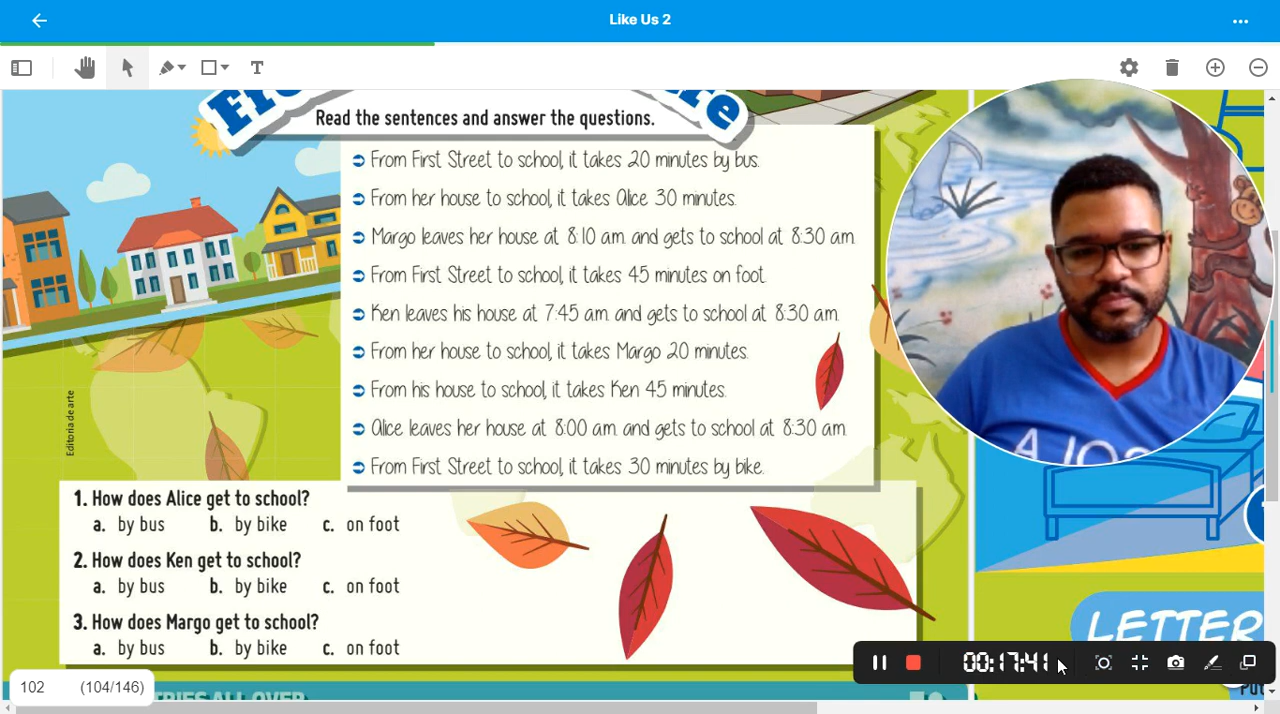 Like Us 2
T
Read the sentences and answer the questions.
From First Street to school, it takes 20 minutes by bus.
From her house to school, it takes Alice 30 minutes.
Margo leaves her house at 8:10 a.m. and gets to school at 8:30 a.m.
From First Street to school, it takes 45 minutes on foot.
Ken leaves his house at 7:45 a.m. and gets to school at 8:30 a.m.
From her house to school, it takes Margo 20 minutes.
From his house to school, it takes Ken 45 minutes.
Alice leaves her house at 8:00 a.m. and gets to school at 8:30 a.m.
From First Street to school, it takes 30 minutes by bike.
Editoria de arte
1. How does Alice get to school?
a. by bus b. by bike c. on foot
2. How does Ken get to school?
a. by bus b. by bike c. on foot
3. How does Margo get to school?
a. by bus b. by bike c. on foot
LETTER
00:17:41
102 (104/146)
ALL OVER